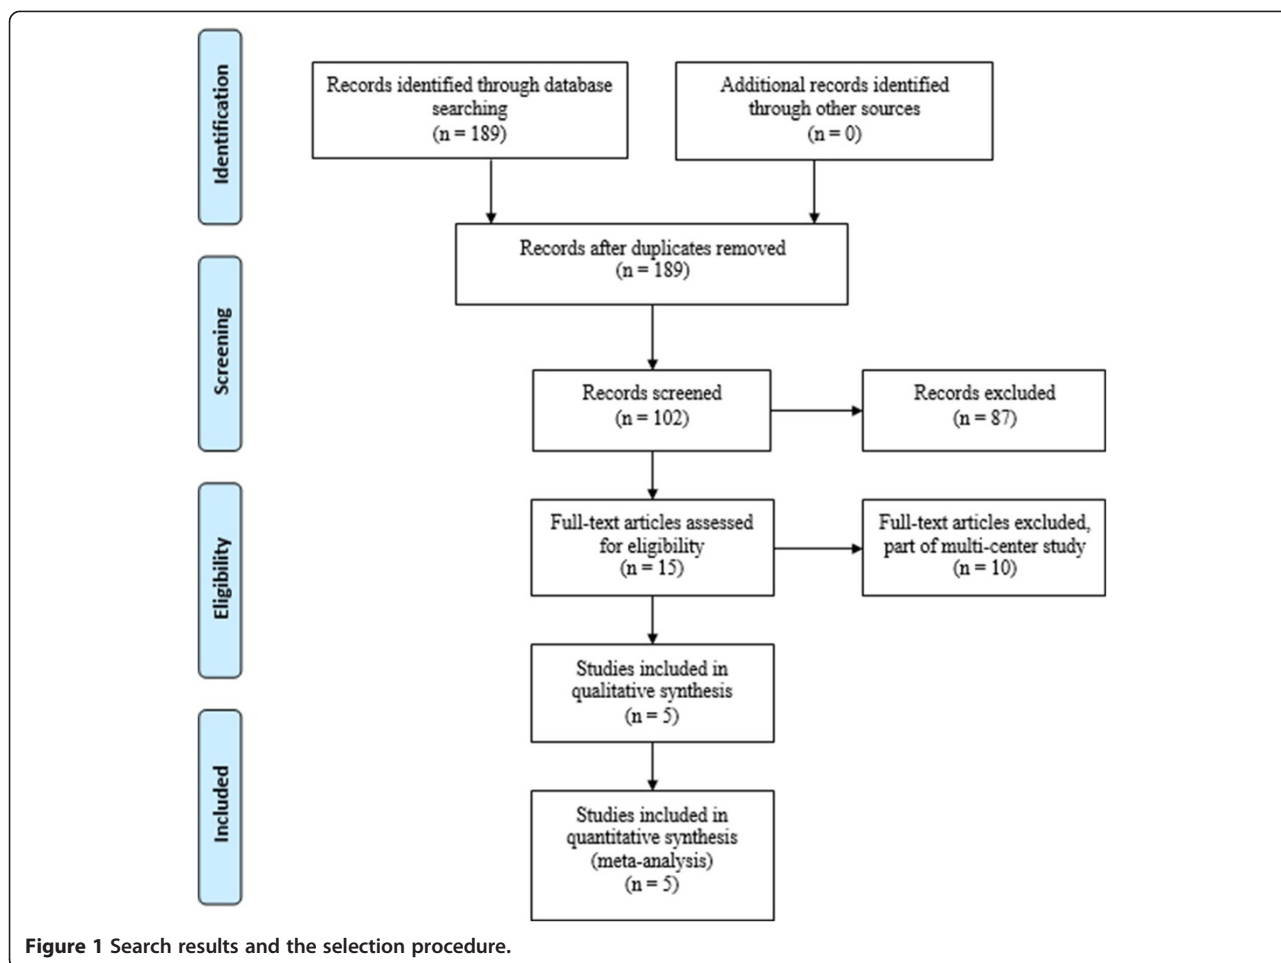 Identification
Records identified through database
searching
(n = 189)
Additional records identified
through other sources
(n = 0)
Records after duplicates removed
(n = 189)
Screening
Records screened
(n = 102)
Records excluded
(n = 87)
Eligibility
Full-text articles assessed
for eligibility
(n = 15)
Full-text articles excluded,
part of multi-center study
(n = 10)
Studies included in
qualitative synthesis
(n = 5)
Included
Studies included in
quantitative synthesis
(meta-analysis)
(n = 5)
Figure 1 Search results and the selection procedure.